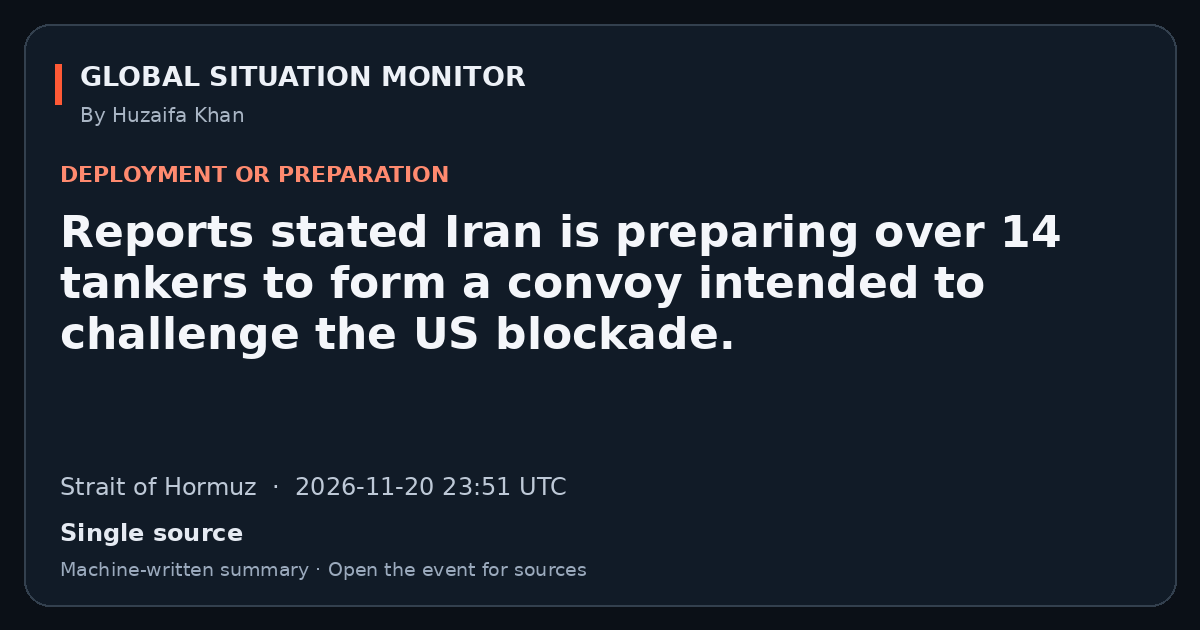 GLOBAL SITUATION MONITOR
By Huzaifa Khan
DEPLOYMENT OR PREPARATION
Reports stated Iran is preparing over 14
tankers to form a convoy intended to
challenge the US blockade.
Strait of Hormuz · 2026-11-20 23:51 UTC
Single source
Machine-written summary · Open the event for sources